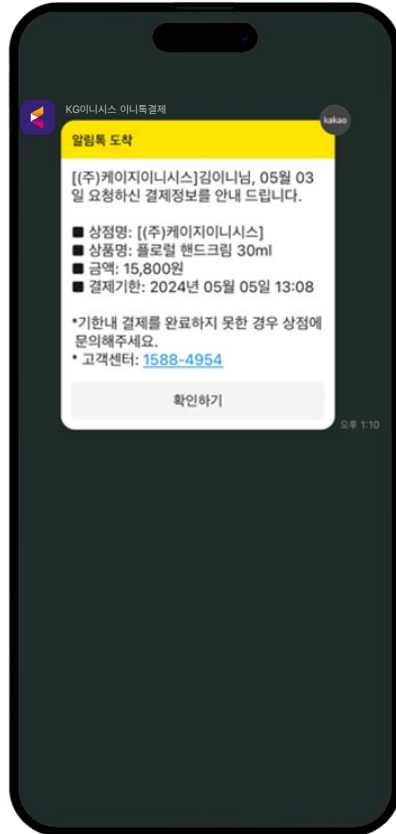 KG이니시스 이니톡결제
kakao
알림톡 도착
[(주)케이지이니시스]김이니님, 05월 03
일 요청하신 결제정보를 안내 드립니다.
■ 상점명: [(주)케이지이니시스]
■ 상품명: 플로럴 핸드크림 30ml
■ 금액: 15,800원
■ 결제기한: 2024년 05월 05일 13:08
*기한내 결제를 완료하지 못한 경우 상점에
문의해주세요.
* 고객센터: 1588-4954
확인하기
오후 1:10